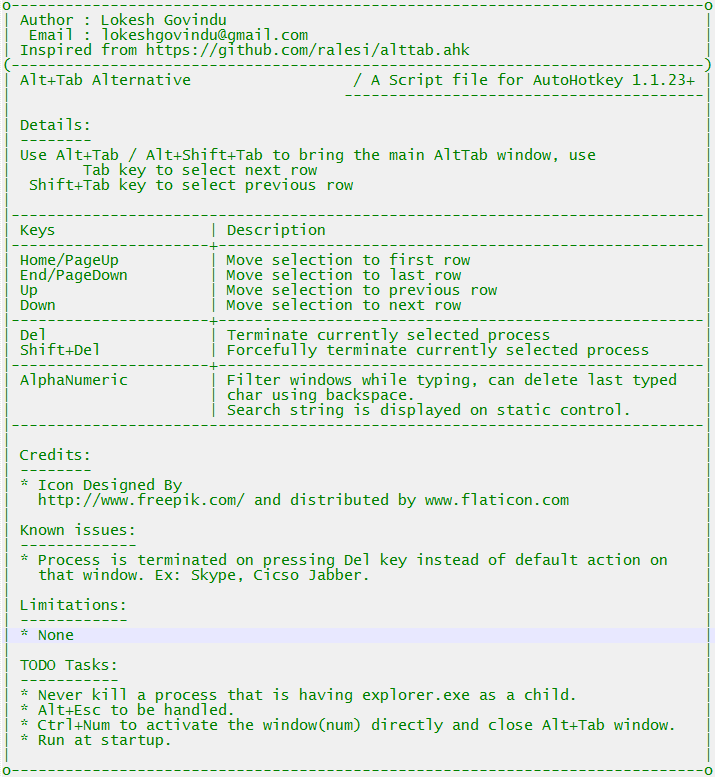 o-----------------------------------------------------------------------------o
| Author : Lokesh Govindu                                                     |
|  Email : lokeshgovindu@gmail.com                                            |
| Inspired from https://github.com/ralesi/alttab.ahk                          |
(-----------------------------------------------------------------------------)
| Alt+Tab Alternative                  / A Script file for AutoHotkey 1.1.23+ |
|                                     ----------------------------------------|
|                                                                             |
| Details:                                                                    |
| --------                                                                    |
| Use Alt+Tab / Alt+Shift+Tab to bring the main AltTab window, use            |
|        Tab key to select next row                                           |
|  Shift+Tab key to select previous row                                       |
|                                                                             |
|-----------------------------------------------------------------------------|
| Keys                 | Description                                          |
|----------------------+------------------------------------------------------|
| Home/PageUp          | Move selection to first row                          |
| End/PageDown         | Move selection to last row                           |
| Up                   | Move selection to previous row                       |
| Down                 | Move selection to next row                           |
|----------------------+------------------------------------------------------|
| Del                  | Terminate currently selected process                 |
| Shift+Del            | Forcefully terminate currently selected process      |
|----------------------+------------------------------------------------------|
| AlphaNumeric         | Filter windows while typing, can delete last typed   |
|                      | char using backspace.                                |
|                      | Search string is displayed on static control.        |
|-----------------------------------------------------------------------------|
|                                                                             |
| Credits:                                                                    |
| --------                                                                    |
| * Icon Designed By                                                          |
|   http://www.freepik.com/ and distributed by www.flaticon.com               |
|                                                                             |
| Known issues:                                                               |
| -------------                                                               |
| * Process is terminated on pressing Del key instead of default action on    |
|   that window. Ex: Skype, Cicso Jabber.                                     |
|                                                                             |
| Limitations:                                                                |
| ------------                                                                |
| * None                                                                      |
|                                                                             |
| TODO Tasks:                                                                 |
| -----------                                                                 |
| * Never kill a process that is having explorer.exe as a child.              |
| * Alt+Esc to be handled.                                                    |
| * Ctrl+Num to activate the window(num) directly and close Alt+Tab window.   |
| * Run at startup.                                                           |
|                                                                             |
o-----------------------------------------------------------------------------o